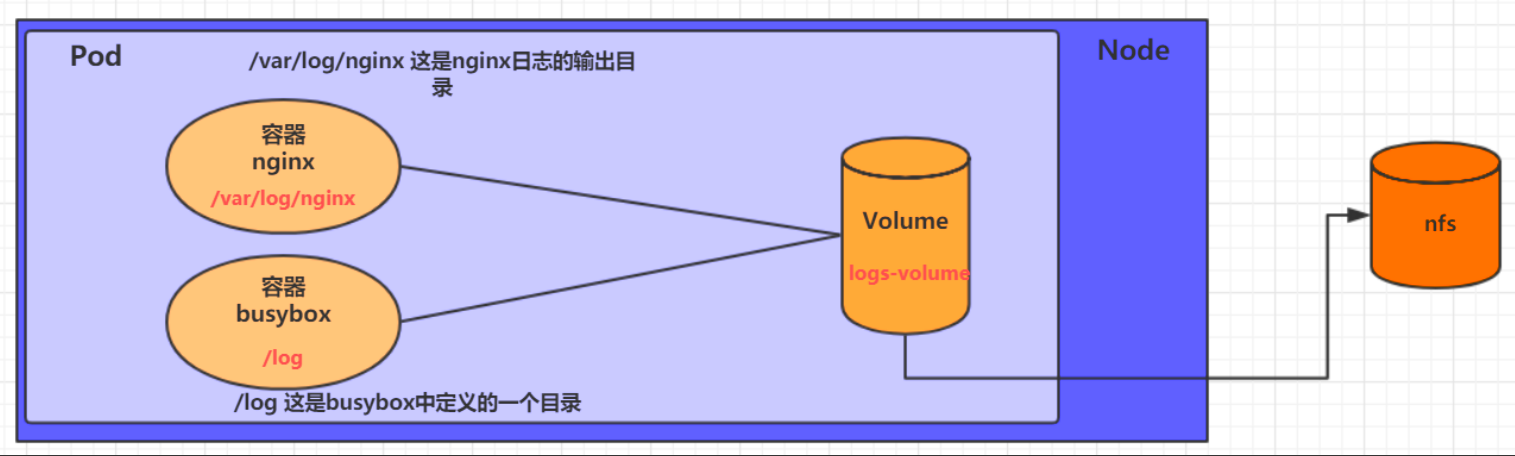 Pod
/var/log/nginx 这是nginx日志的输出目
录
Node
容器
nginx
/var/log/nginx
容器
busybox
/log
/log 这是busybox中定义的一个目录
Volume
logs-volume
nfs